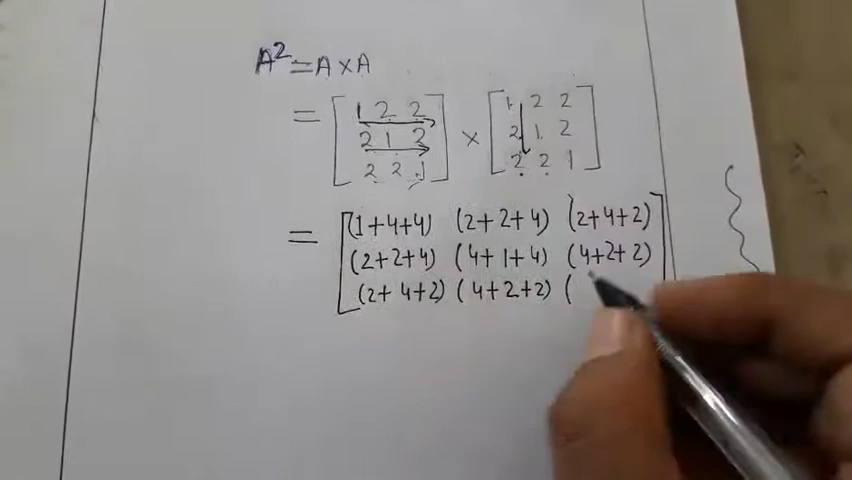 A² = A × A
= [ 1 2 2 ] × [ 1 2 2 ]
2 1 2 2 1 2
2 2 1 2 2 1
= [ (1+4+4) (2+2+4) (2+4+2) ]
(2+2+4) (4+1+4) (4+2+2)
(2+4+2) (4+2+2) (